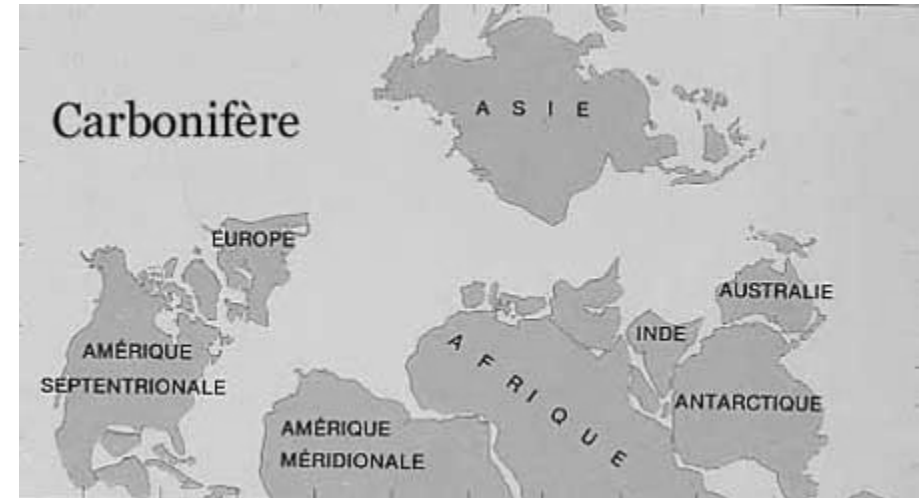 ASIE
Carbonifère
EUROPE
AUSTRALIE
INDE
AMÉRIQUE
SEPTENTRIONALE
AFRIQUE
ANTARCTIQUE
AMÉRIQUE
MÉRIDIONALE